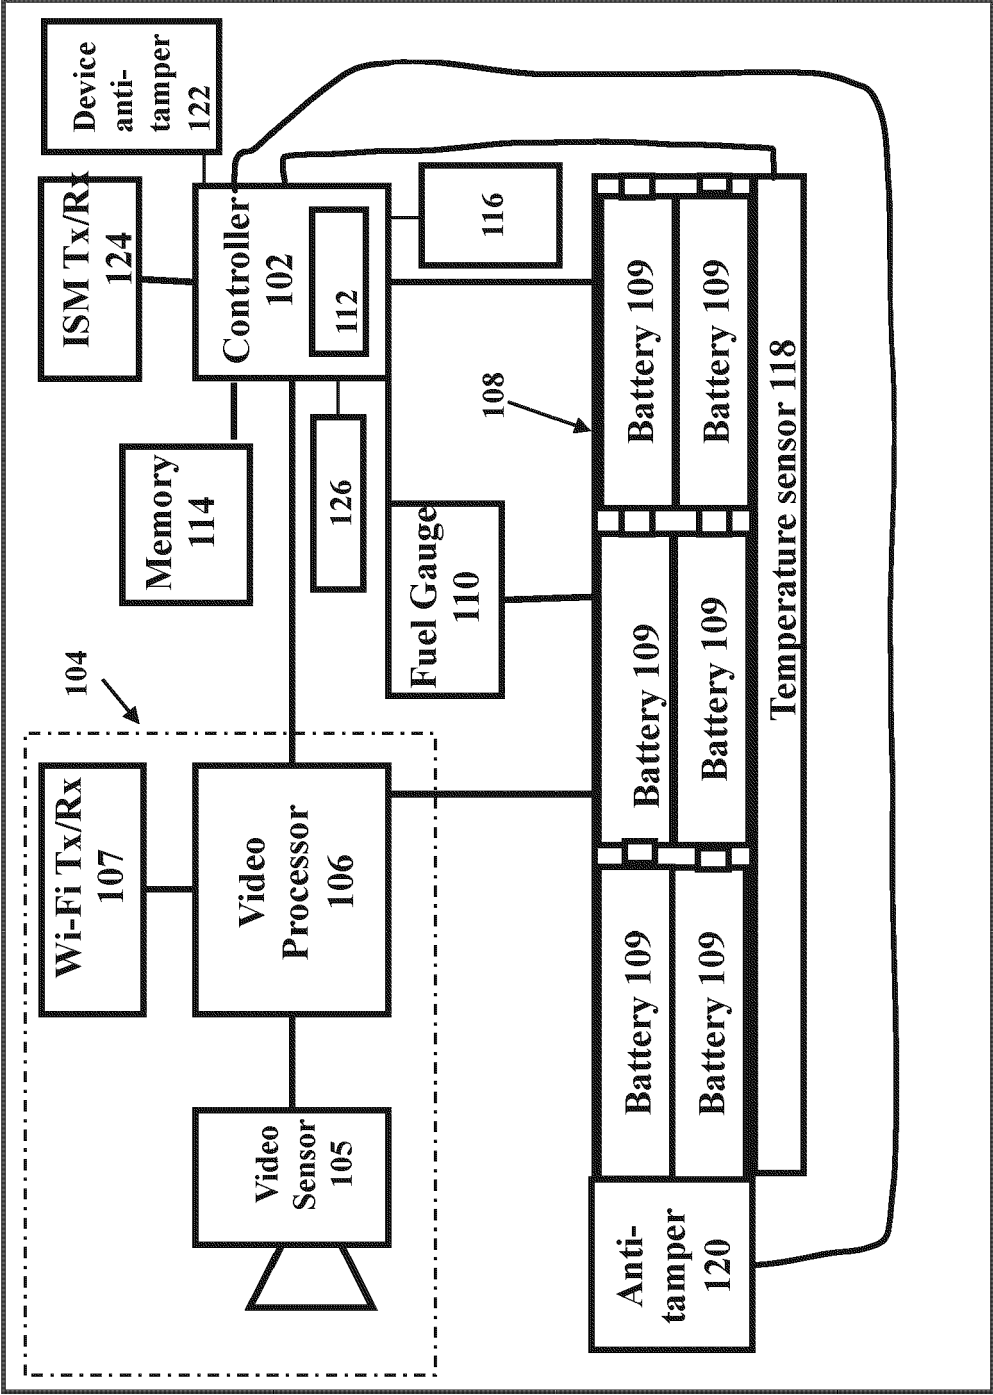 104
Wi-Fi Tx/Rx
107
Video
Sensor
105
Video
Processor
106
Memory
114
ISM Tx/Rx
124
Device
anti-
tamper
122
Controller
102
112
126
116
Fuel Gauge
110
108
Anti-
tamper
120
Battery 109
Battery 109
Battery 109
Battery 109
Battery 109
Battery 109
Temperature sensor 118